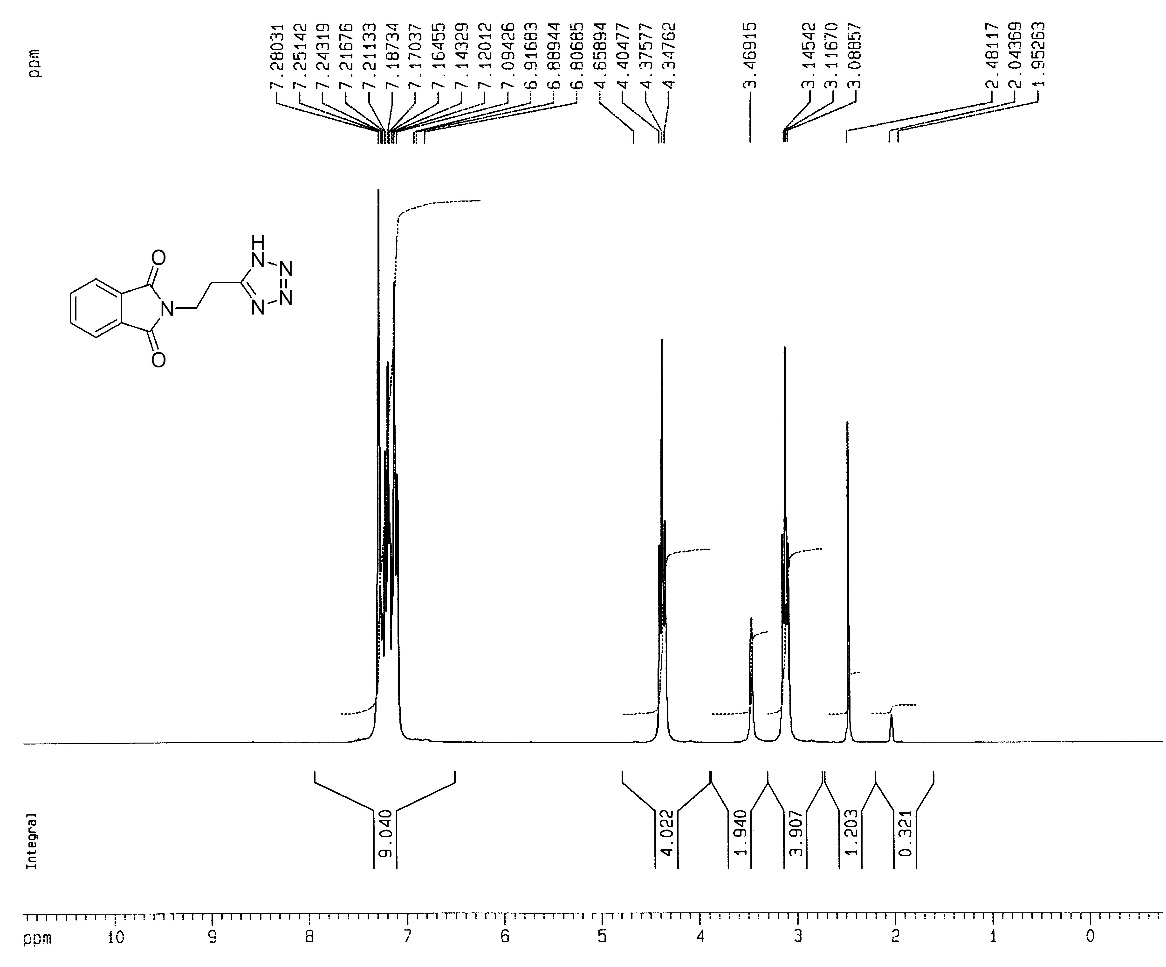 ppm
7.28031
7.25142
7.24319
7.21676
7.21133
7.18734
7.17037
7.16455
7.14329
7.12012
7.09426
6.91683
6.88944
6.80685
4.65894
4.40477
4.37577
4.34762
3.46915
3.14542
3.11670
3.08857
2.48117
2.04369
1.95263
O
H
N
N
N
N
N
O
Integral
9.040
4.022
1.940
3.907
1.203
0.321
ppm 10 9 8 7 6 5 4 3 2 1 0